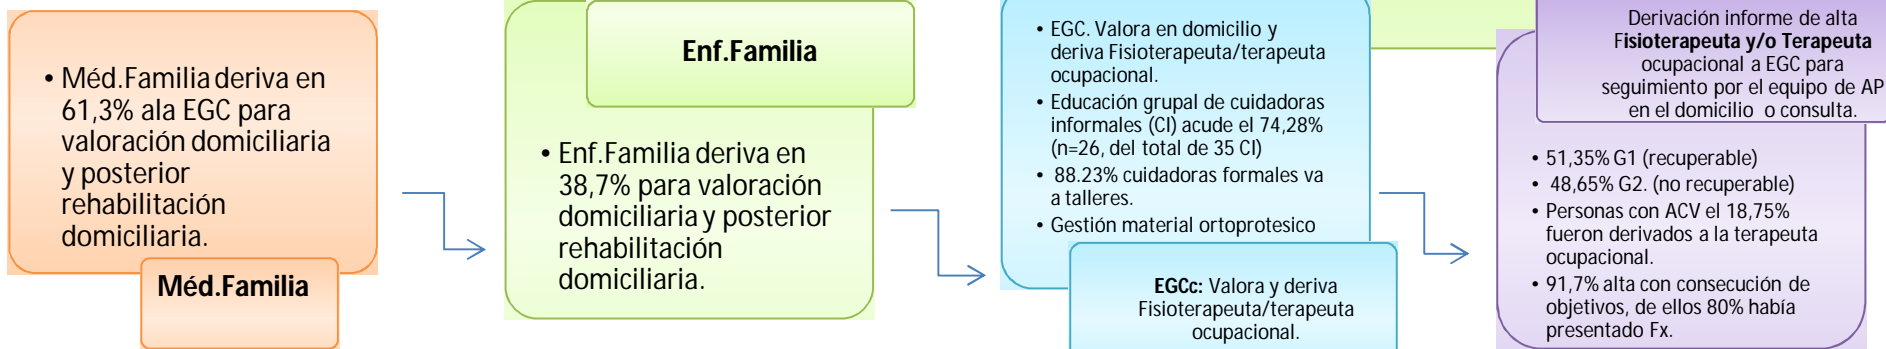 • Méd.Familia deriva en
61,3% ala EGC para
valoración domiciliaria
y posterior
rehabilitación
domiciliaria.
Méd.Familia
Enf.Familia
• Enf.Familia deriva en
38,7% para valoración
domiciliaria y posterior
rehabilitación
domiciliaria.
• EGC. Valora en domicilio y
deriva Fisioterapeuta/terapeuta
ocupacional.
• Educación grupal de cuidadoras
informales (CI) acude el 74,28%
(n=26, del total de 35 CI)
• 88.23% cuidadoras formales va
a talleres.
• Gestión material ortoprotesico
EGCc: Valora y deriva
Fisioterapeuta/terapeuta
ocupacional.
Derivación informe de alta
Fisioterapeuta y/o Terapeuta
ocupacional a EGC para
seguimiento por el equipo de AP
en el domicilio o consulta.
• 51,35% G1 (recuperable)
• 48,65% G2. (no recuperable)
• Personas con ACV el 18,75%
fueron derivados a la terapeuta
ocupacional.
• 91,7% alta con consecución de
objetivos, de ellos 80% había
presentado Fx.